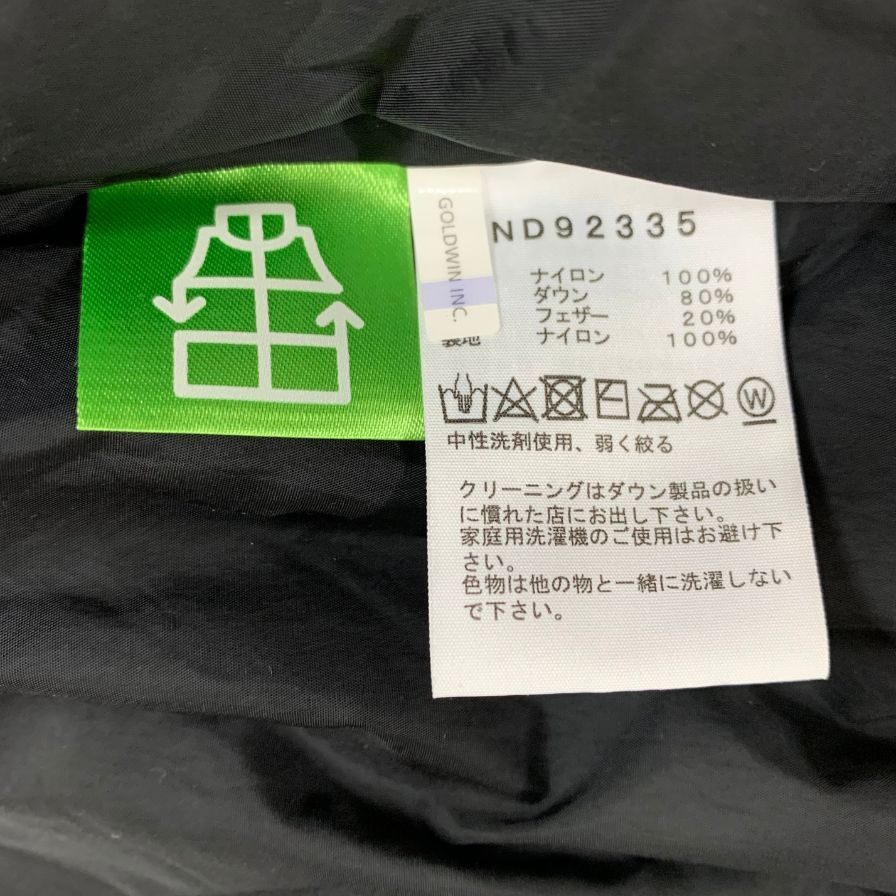 GOLDWIN INC.
ND92335
ナイロン 100%
ダウン 80%
フェザー 20%
裏地 ナイロン 100%
W
中性洗剤使用、弱く絞る
クリーニングはダウン製品の扱い
に慣れた店にお出し下さい。
家庭用洗濯機のご使用はお避け下
さい。
色物は他の物と一緒に洗濯しない
で下さい。